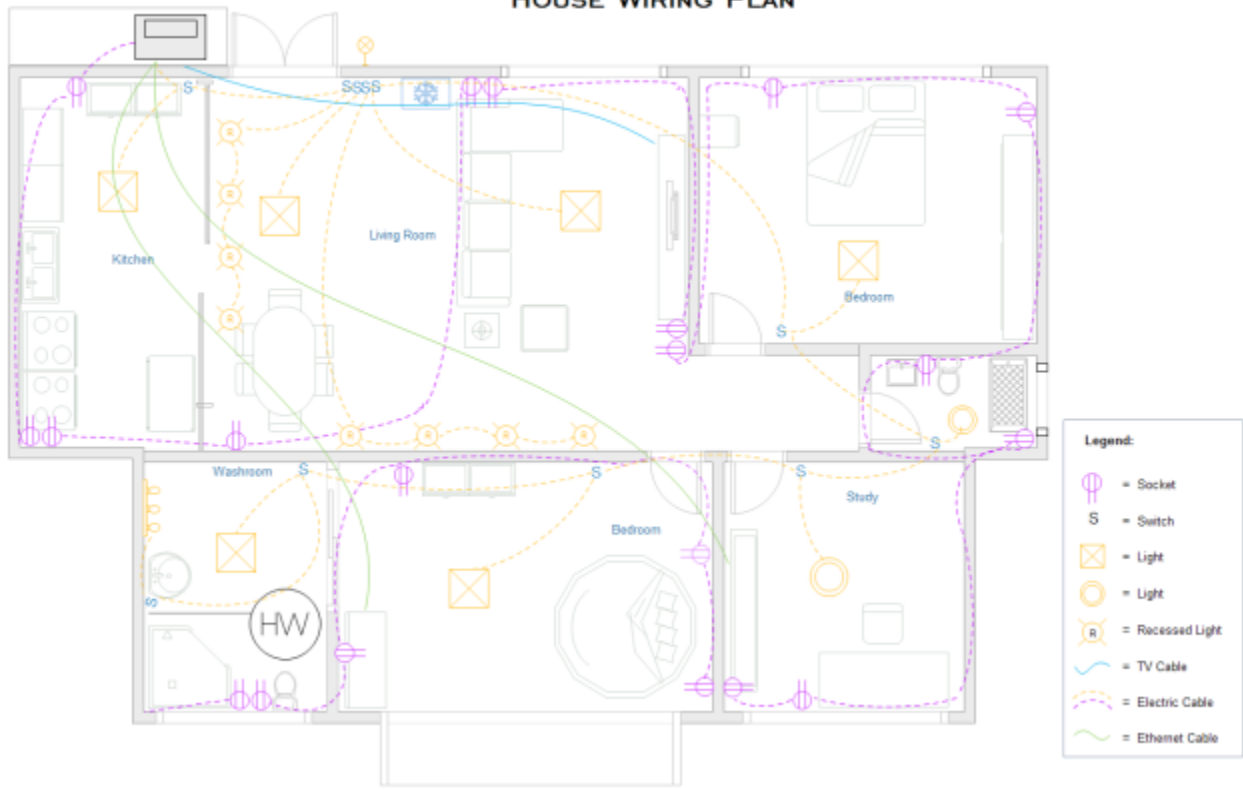 HOUSE WIRING PLAN
S
SSSS
R
R
R
R
Living Room
Kitchen
Bedroom
S
R
R
R
R
S
Washroom
S
S
S
Study
Bedroom
S
HW
Legend:
= Socket
S = Switch
= Light
= Light
R = Recessed Light
= TV Cable
= Electric Cable
= Ethernet Cable